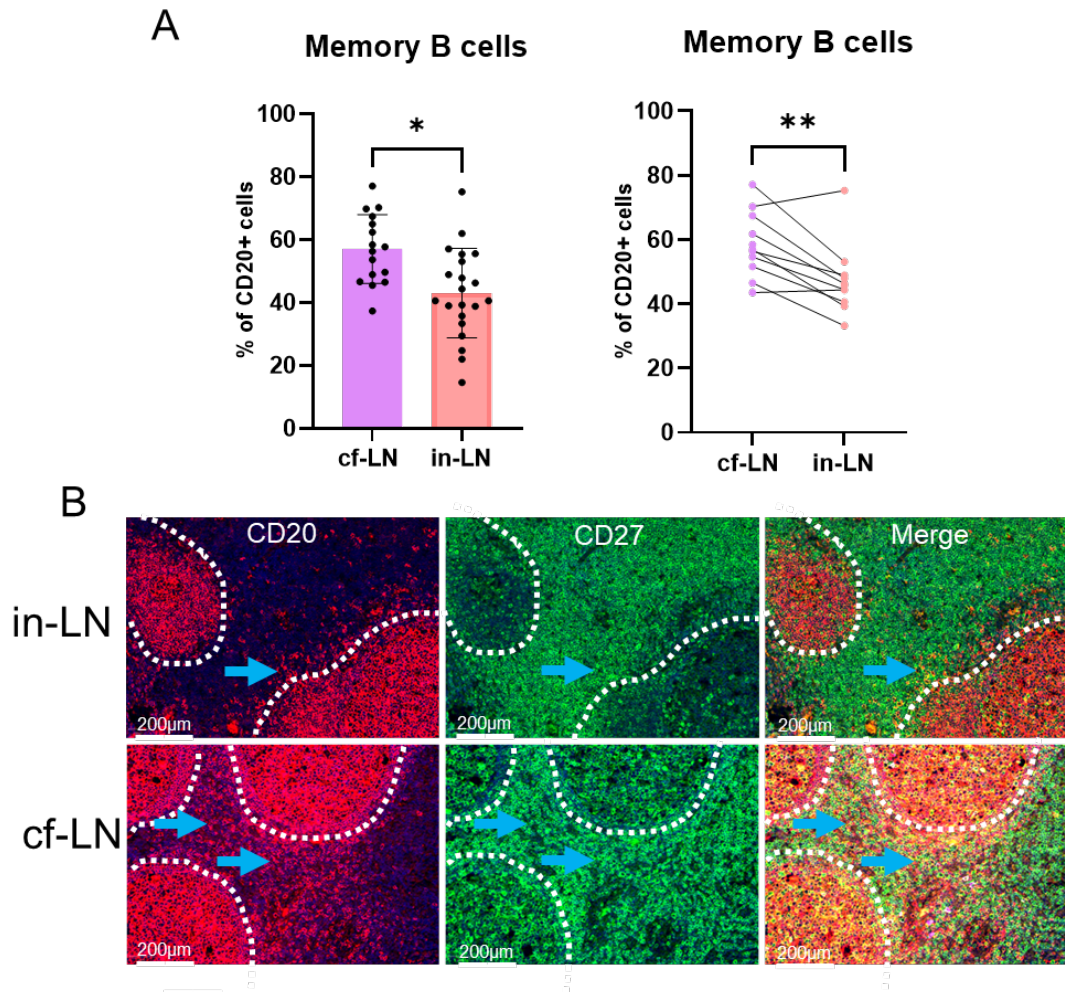 A
Memory B cells
% of CD20+ cells
100
80
60
40
20
0
*
cf-LN in-LN
Memory B cells
% of CD20+ cells
100
80
60
40
20
0
**
cf-LN in-LN
B
CD20 CD27 Merge
in-LN
200µm 200µm 200µm
cf-LN
200µm 200µm 200µm